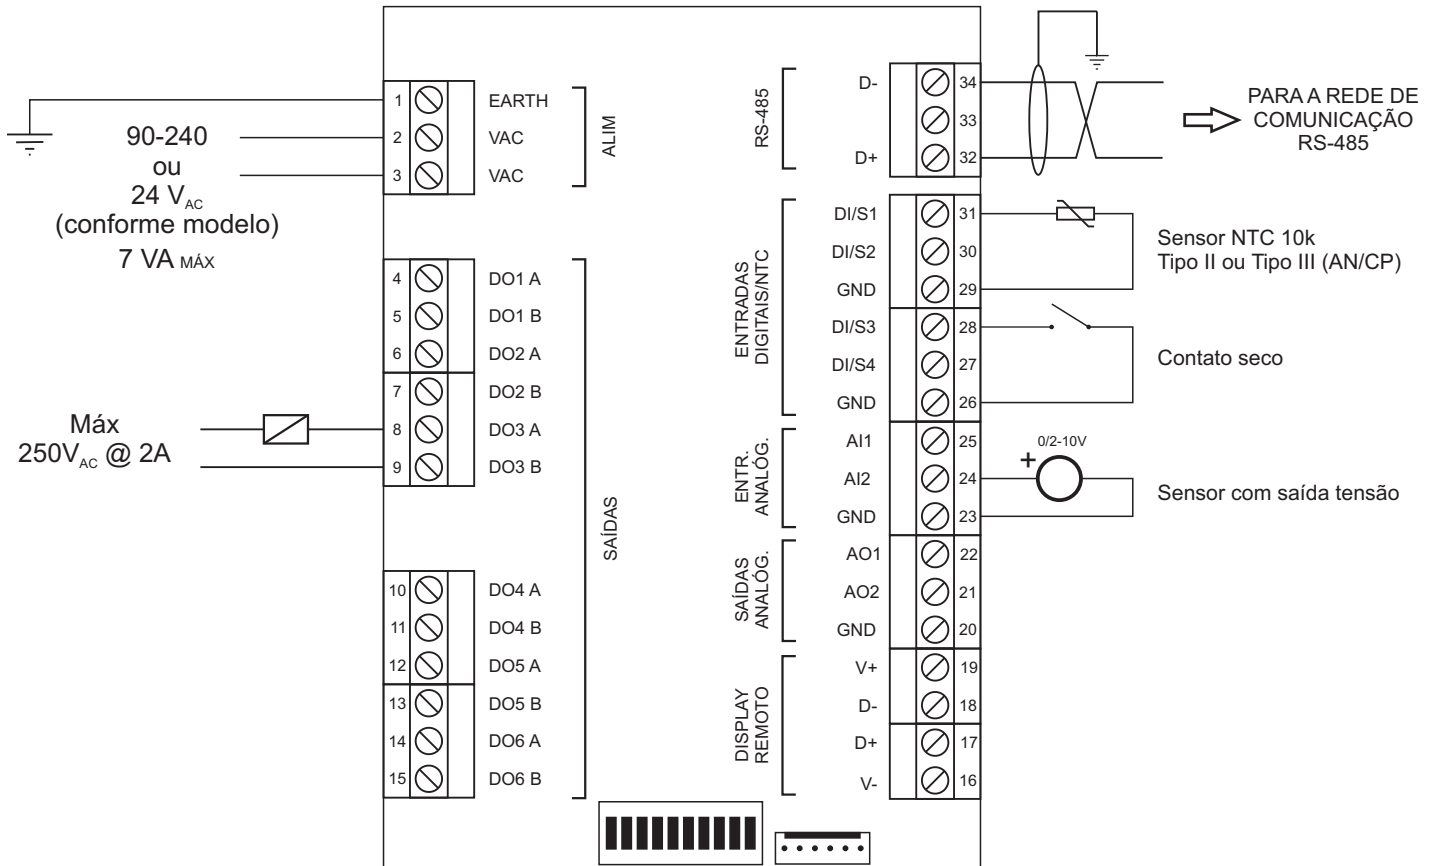 1 EARTH
2 VAC
3 VAC
ALIM
90-240
ou
24 VAC
(conforme modelo)
7 VA MÁX
4 DO1 A
5 DO1 B
6 DO2 A
7 DO2 B
8 DO3 A
9 DO3 B
Máx
250VAC @ 2A
SAÍDAS
10 DO4 A
11 DO4 B
12 DO5 A
13 DO5 B
14 DO6 A
15 DO6 B
RS-485
D- 34
33
D+ 32
PARA A REDE DE
COMUNICAÇÃO
RS-485
ENTRADAS
DIGITAIS/NTC
DI/S1 31
DI/S2 30
GND 29
DI/S3 28
DI/S4 27
GND 26
Sensor NTC 10k
Tipo II ou Tipo III (AN/CP)
Contato seco
ENTR.
ANALÓG.
AI1 25
AI2 24
GND 23
0/2-10V
+
Sensor com saída tensão
SAÍDAS
ANALÓG.
AO1 22
AO2 21
GND 20
DISPLAY
REMOTO
V+ 19
D- 18
D+ 17
V- 16